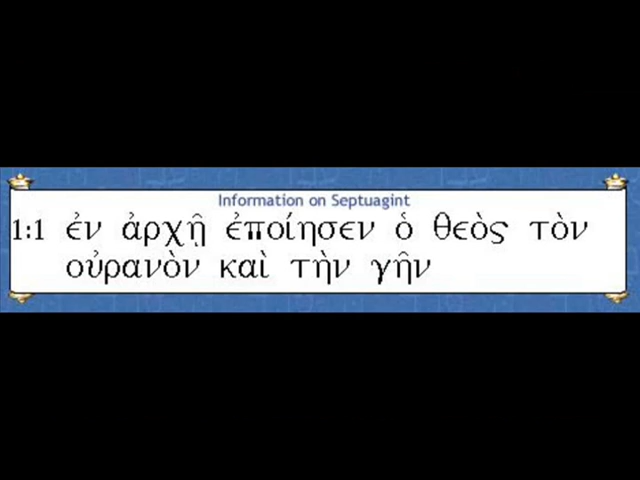 Information on Septuagint
1:1 ἐν ἀρχῇ ἐποίησεν ὁ θεὸς τὸν
οὐρανὸν καὶ τὴν γῆν